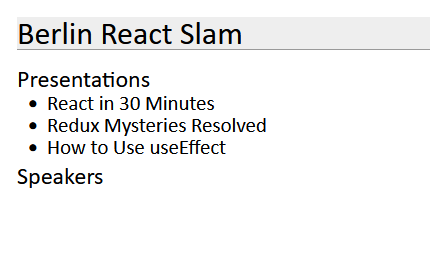 Berlin React Slam
Presentations
• React in 30 Minutes
• Redux Mysteries Resolved
• How to Use useEffect
Speakers